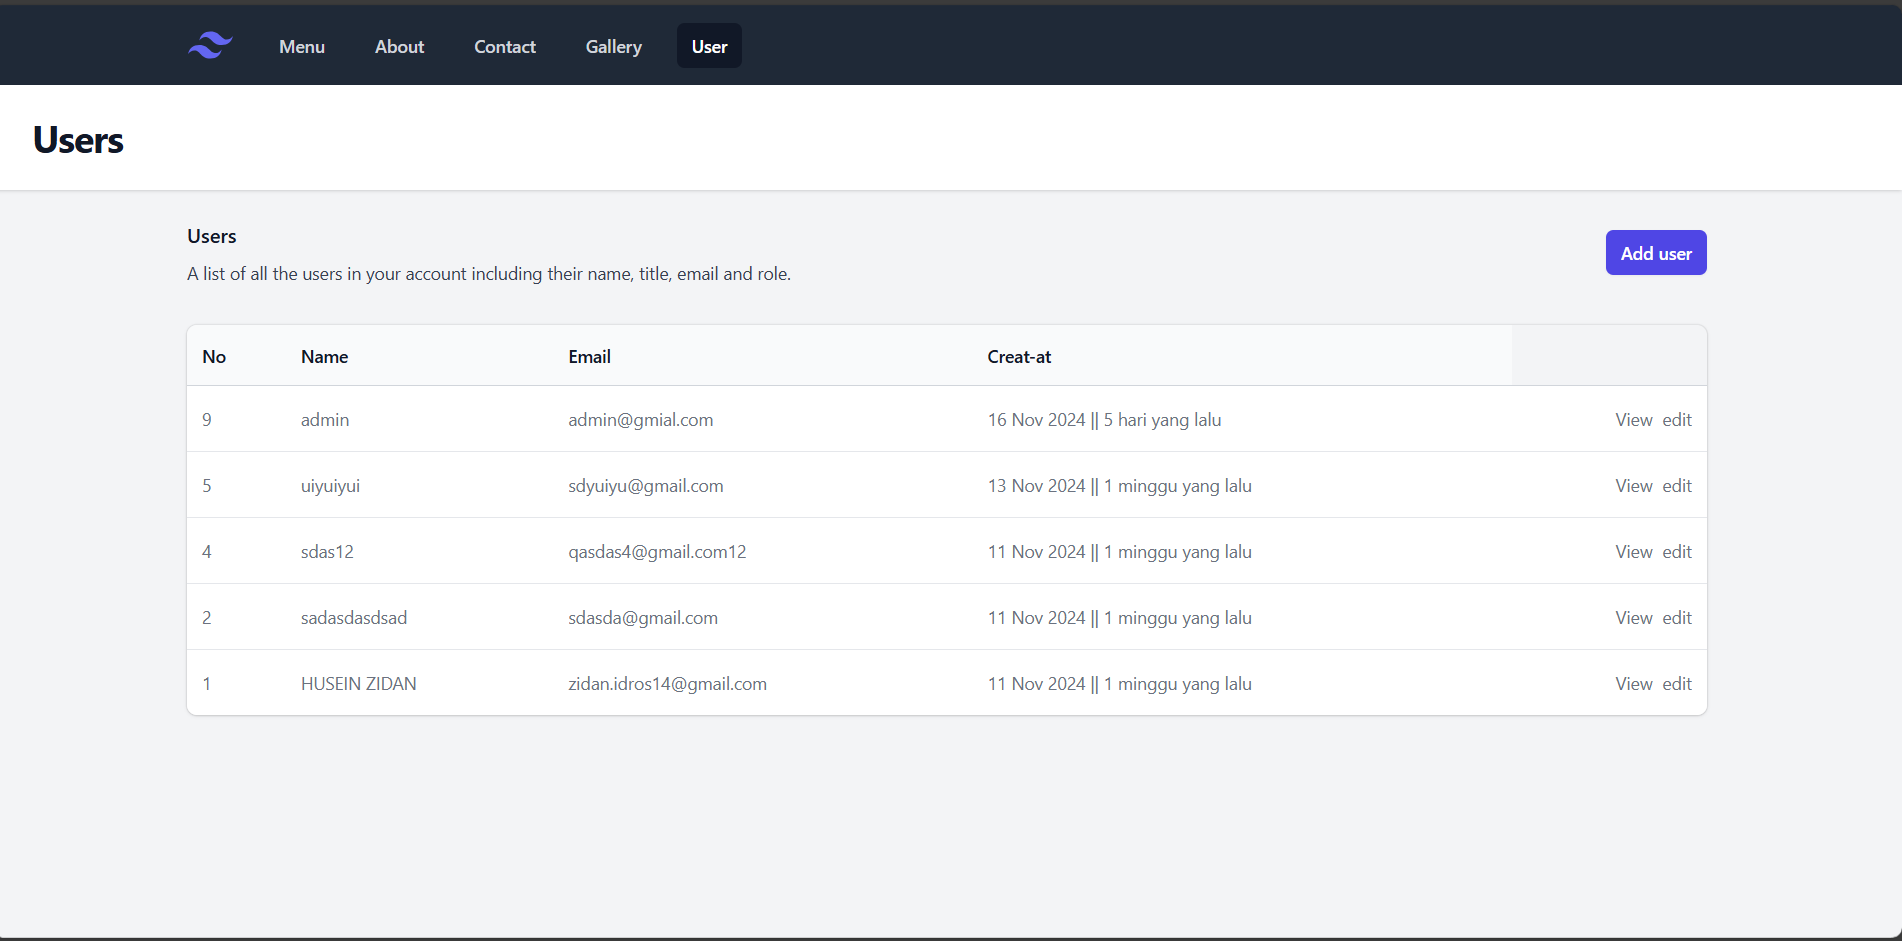 Menu About Contact Gallery User
Users
Users
Add user
A list of all the users in your account including their name, title, email and role.
No Name Email Creat-at
9 admin admin@gmial.com 16 Nov 2024 || 5 hari yang lalu View edit
5 uiyuiyui sdyuiyu@gmail.com 13 Nov 2024 || 1 minggu yang lalu View edit
4 sdas12 qasdas4@gmail.com12 11 Nov 2024 || 1 minggu yang lalu View edit
2 sadasdasdsad sdasda@gmail.com 11 Nov 2024 || 1 minggu yang lalu View edit
1 HUSEIN ZIDAN zidan.idros14@gmail.com 11 Nov 2024 || 1 minggu yang lalu View edit